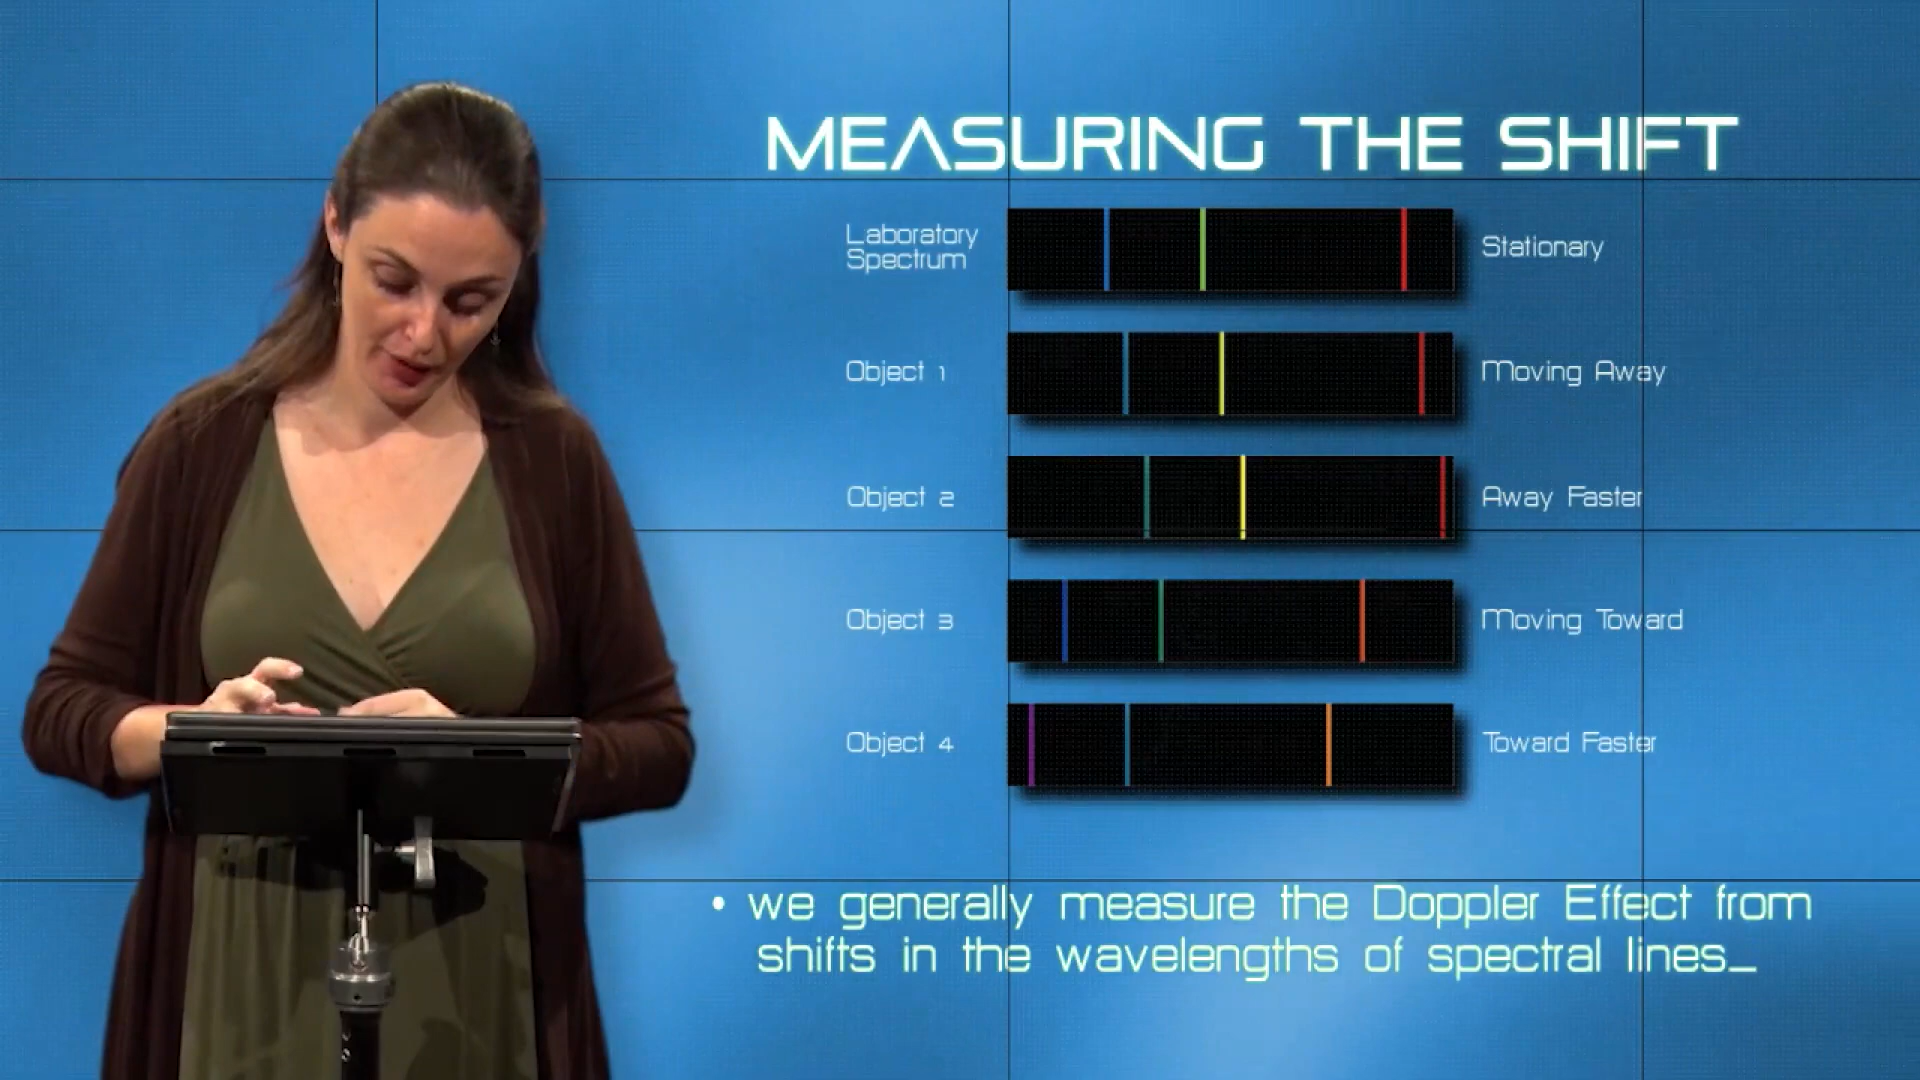 MEASURING THE SHIFT
Laboratory
Spectrum
Stationary
Object 1
Moving Away
Object 2
Away Faster
Object 3
Moving Toward
Object 4
Toward Faster
• we generally measure the Doppler Effect from
shifts in the wavelengths of spectral lines_